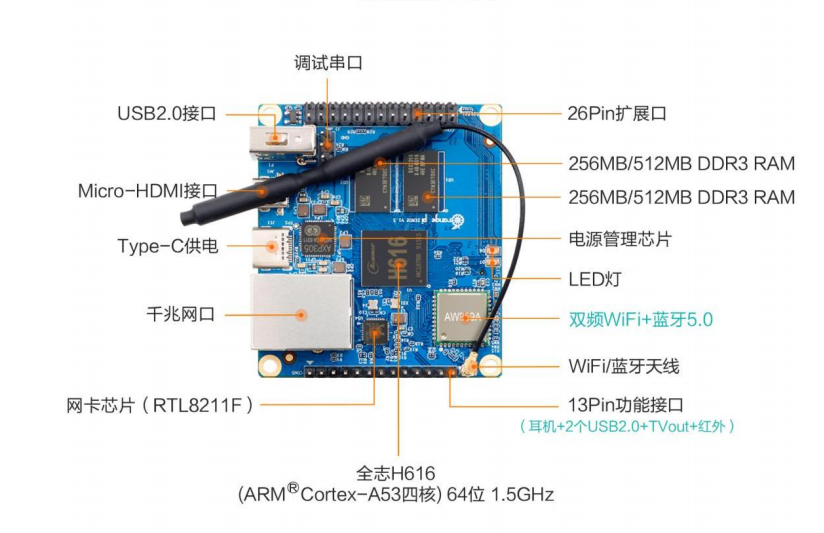 调试串口
USB2.0接口
26Pin扩展口
256MB/512MB DDR3 RAM
Micro-HDMI接口
256MB/512MB DDR3 RAM
Type-C供电
电源管理芯片
LED灯
千兆网口
双频WiFi+蓝牙5.0
WiFi/蓝牙天线
网卡芯片（RTL8211F）
13Pin功能接口
（耳机+2个USB2.0+TVout+红外）
全志H616
(ARM®Cortex-A53四核) 64位 1.5GHz
AXP305
H616